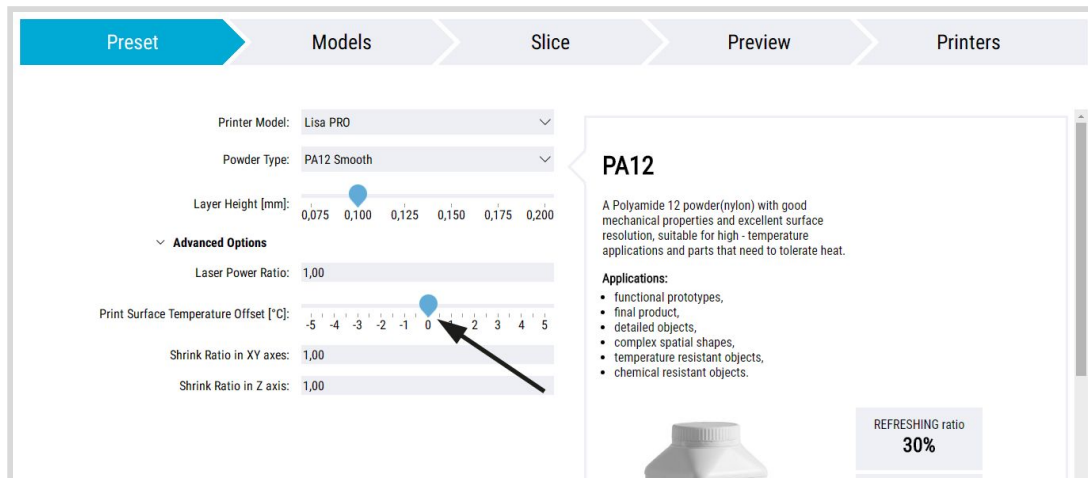 Preset
Models
Slice
Preview
Printers
Printer Model:
Lisa PRO
Powder Type:
PA12 Smooth
Layer Height [mm]:
0,075 0,100 0,125 0,150 0,175 0,200
Advanced Options
Laser Power Ratio:
1,00
Print Surface Temperature Offset [°C]:
-5 -4 -3 -2 -1 0 1 2 3 4 5
Shrink Ratio in XY axes:
1,00
Shrink Ratio in Z axis:
1,00
PA12
A Polyamide 12 powder(nylon) with good
mechanical properties and excellent surface
resolution, suitable for high - temperature
applications and parts that need to tolerate heat.
Applications:
• functional prototypes,
• final product,
• detailed objects,
• complex spatial shapes,
• temperature resistant objects,
• chemical resistant objects.
REFRESHING ratio
30%